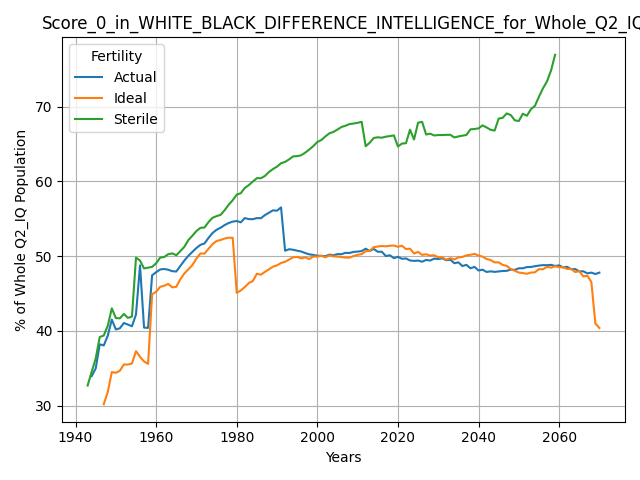 Score_0_in_WHITE_BLACK_DIFFERENCE_INTELLIGENCE_for_Whole_Q2_IQ
Fertility
Actual
Ideal
Sterile
% of Whole Q2_IQ Population
70
60
50
40
30
1940
1960
1980
2000
2020
2040
2060
Years